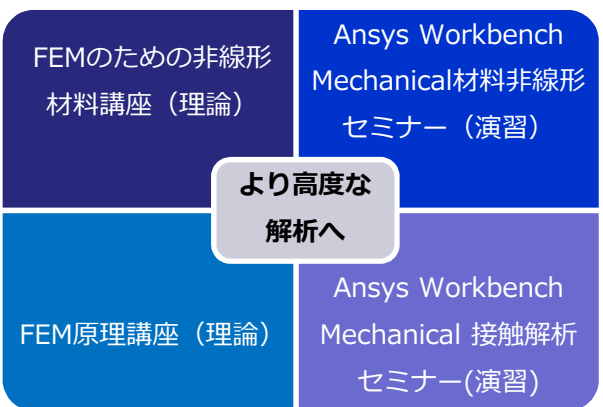 FEMのための非線形
材料講座（理論）
Ansys Workbench
Mechanical材料非線形
セミナー（演習）
より高度な
解析へ
FEM原理講座（理論）
Ansys Workbench
Mechanical 接触解析
セミナー(演習)